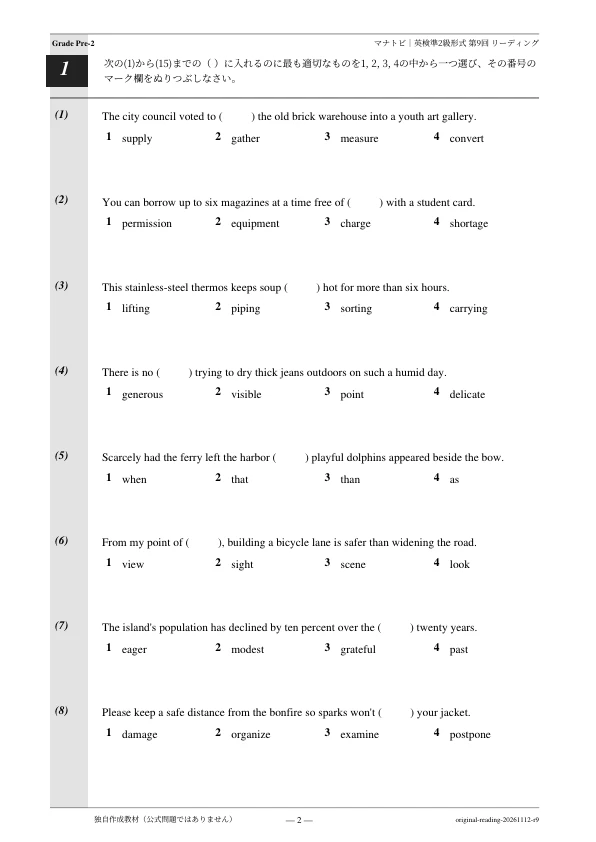 Grade Pre-2
マナトビ｜英検準2級形式 第9回 リーディング
1
次の(1)から(15)までの（ ）に入れるのに最も適切なものを1, 2, 3, 4の中から一つ選び、その番号の
マーク欄をぬりつぶしなさい。
(1) The city council voted to ( ) the old brick warehouse into a youth art gallery.
1 supply 2 gather 3 measure 4 convert
(2) You can borrow up to six magazines at a time free of ( ) with a student card.
1 permission 2 equipment 3 charge 4 shortage
(3) This stainless-steel thermos keeps soup ( ) hot for more than six hours.
1 lifting 2 piping 3 sorting 4 carrying
(4) There is no ( ) trying to dry thick jeans outdoors on such a humid day.
1 generous 2 visible 3 point 4 delicate
(5) Scarcely had the ferry left the harbor ( ) playful dolphins appeared beside the bow.
1 when 2 that 3 than 4 as
(6) From my point of ( ), building a bicycle lane is safer than widening the road.
1 view 2 sight 3 scene 4 look
(7) The island's population has declined by ten percent over the ( ) twenty years.
1 eager 2 modest 3 grateful 4 past
(8) Please keep a safe distance from the bonfire so sparks won't ( ) your jacket.
1 damage 2 organize 3 examine 4 postpone
独自作成教材（公式問題ではありません）
— 2 —
original-reading-20261112-r9